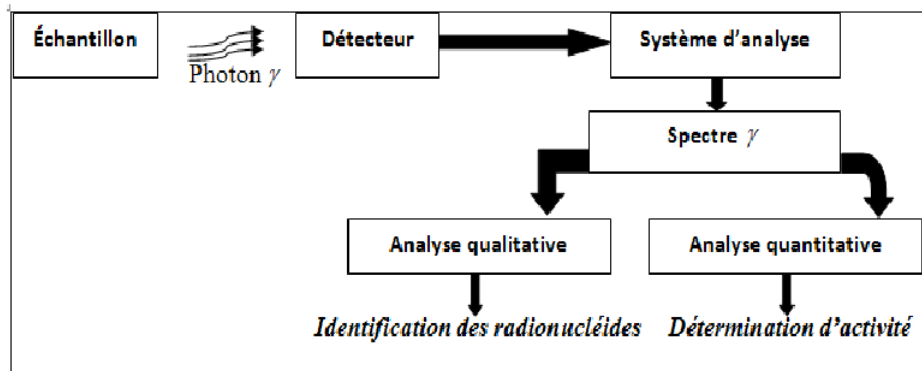 Échantillon
Photon γ
Détecteur
Système d'analyse
Spectre γ
Analyse qualitative
Analyse quantitative
Identification des radionucléides
Détermination d'activité